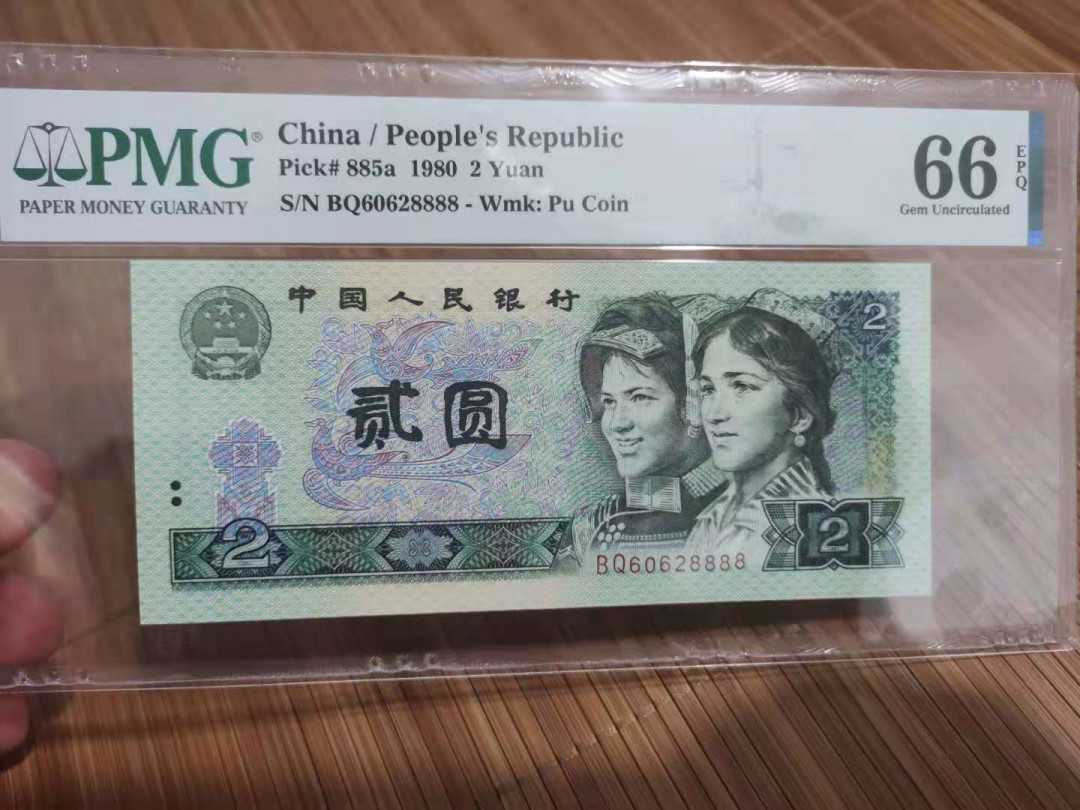 PMG®
PAPER MONEY GUARANTY
China / People's Republic
Pick# 885a 1980 2 Yuan
S/N BQ60628888 - Wmk: Pu Coin
66
EPQ
Gem Uncirculated
中国人民银行
2
贰圆
2
BQ60628888
2